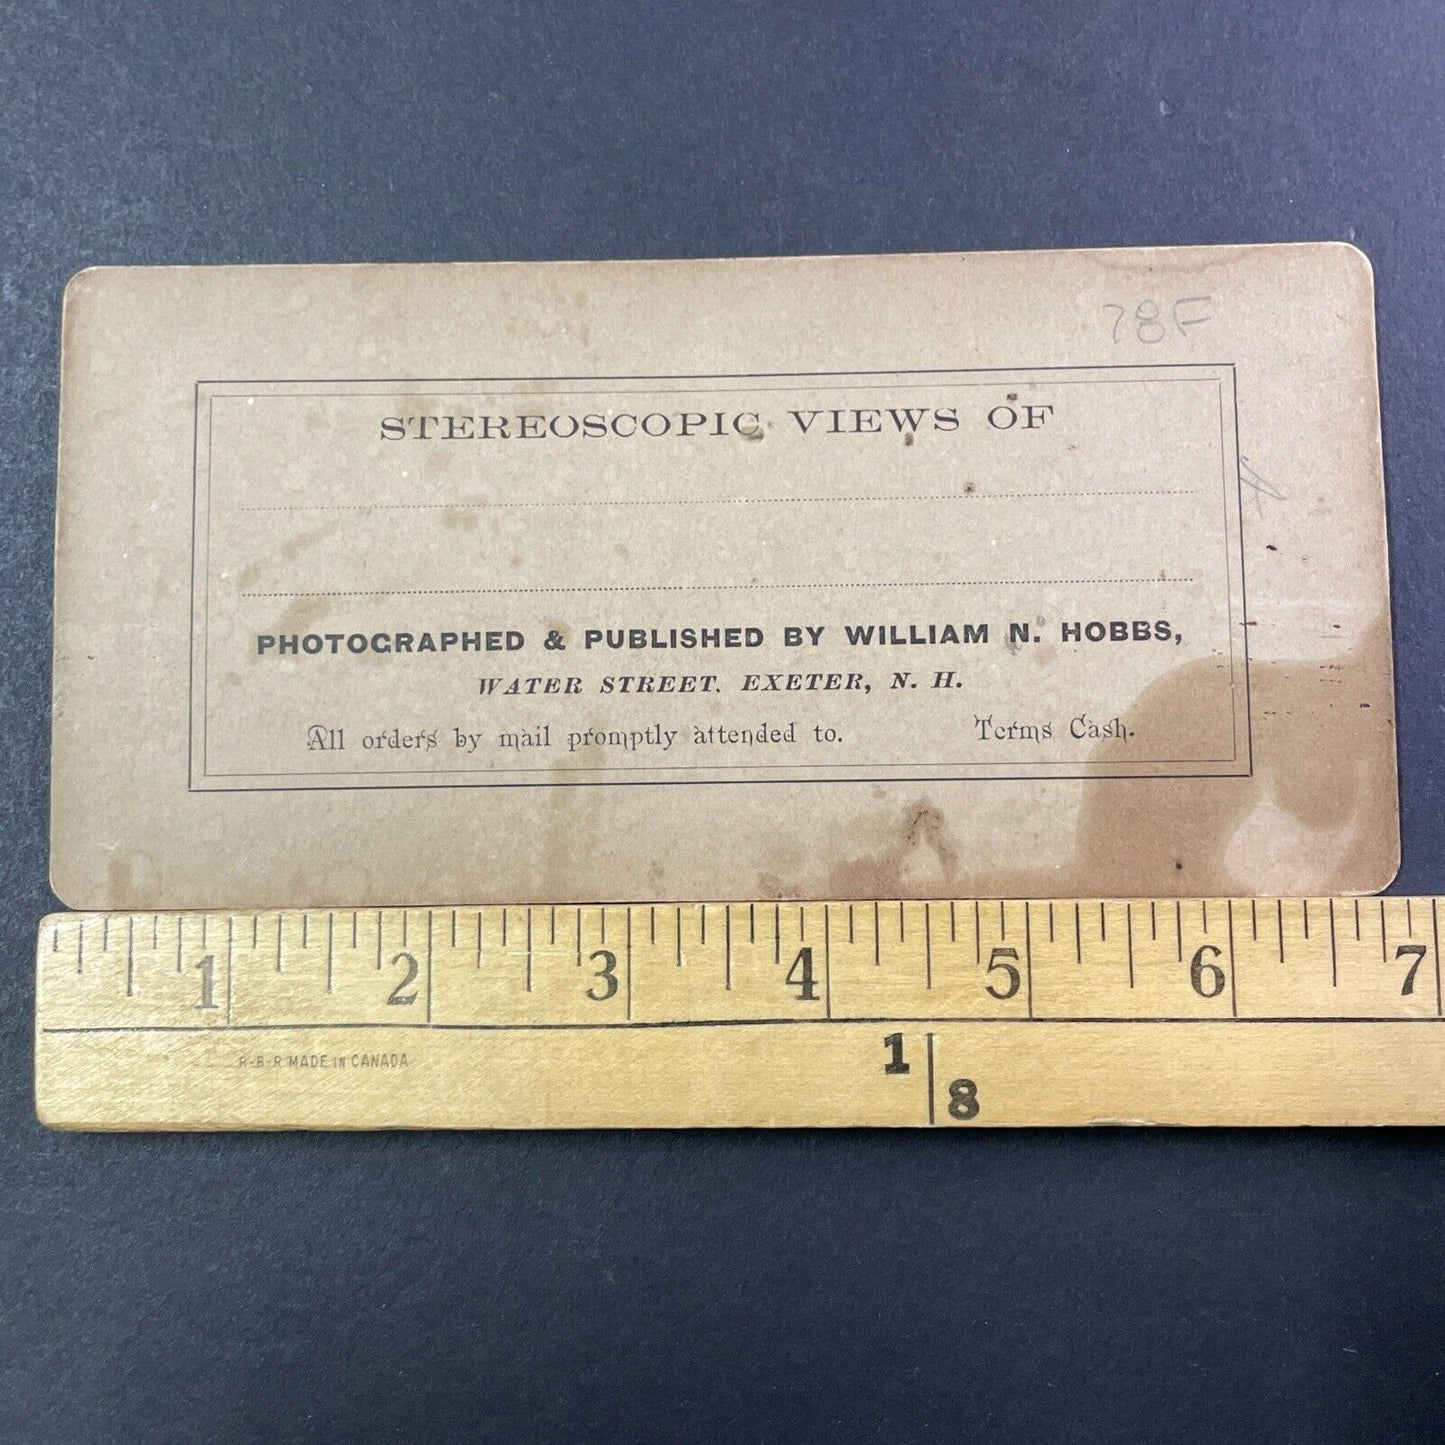 78F
STEREOSCOPIC VIEWS OF
PHOTOGRAPHED & PUBLISHED BY WILLIAM N. HOBBS,
WATER STREET. EXETER, N. H.
All orders by mail promptly attended to. Terms Cash.
1 2 3 4 5 6 7
R-B-R MADE IN CANADA
1 8